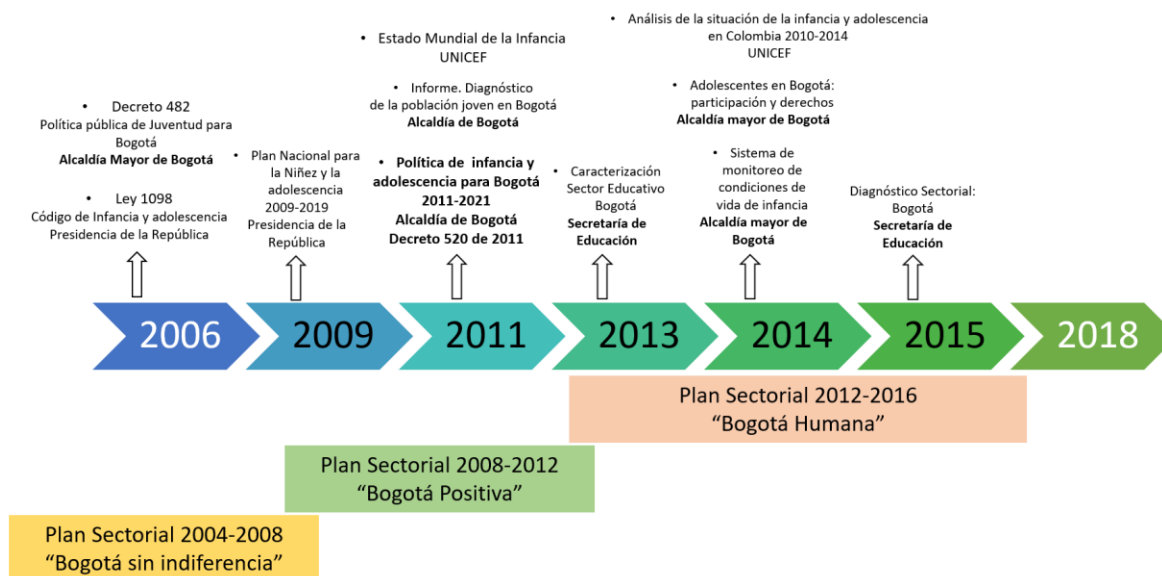 • Decreto 482
Política pública de Juventud para
Bogotá
Alcaldía Mayor de Bogotá
• Ley 1098
Código de Infancia y adolescencia
Presidencia de la República
• Plan Nacional para
la Niñez y la
adolescencia
2009-2019
Presidencia de la
República
• Estado Mundial de la Infancia
UNICEF
• Informe. Diagnóstico
de la población joven en Bogotá
Alcaldía de Bogotá
• Política de infancia y
adolescencia para Bogotá
2011-2021
Alcaldía de Bogotá
Decreto 520 de 2011
• Caracterización
Sector Educativo
Bogotá
Secretaría de
Educación
• Análisis de la situación de la infancia y adolescencia
en Colombia 2010-2014
UNICEF
• Adolescentes en Bogotá:
participación y derechos
Alcaldía mayor de Bogotá
• Sistema de
monitoreo de
condiciones de
vida de infancia
Alcaldía mayor de
Bogotá
Diagnóstico Sectorial:
Bogotá
Secretaría de
Educación
2006
2009
2011
2013
2014
2015
2018
Plan Sectorial 2012-2016
“Bogotá Humana”
Plan Sectorial 2008-2012
“Bogotá Positiva”
Plan Sectorial 2004-2008
“Bogotá sin indiferencia”